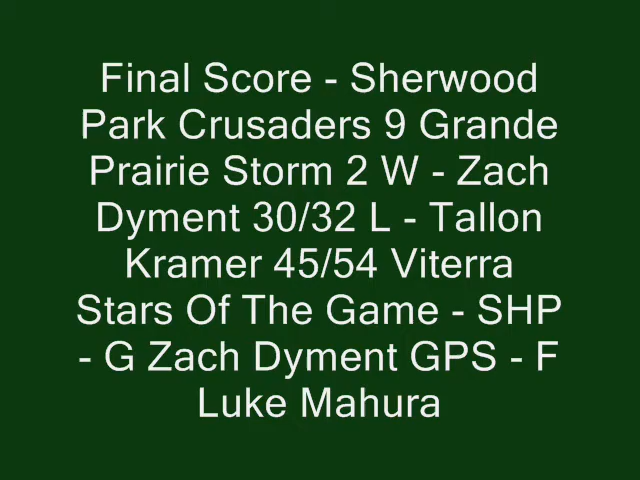 Final Score - Sherwood
Park Crusaders 9 Grande
Prairie Storm 2 W - Zach
Dyment 30/32 L - Tallon
Kramer 45/54 Viterra
Stars Of The Game - SHP
- G Zach Dyment GPS - F
Luke Mahura